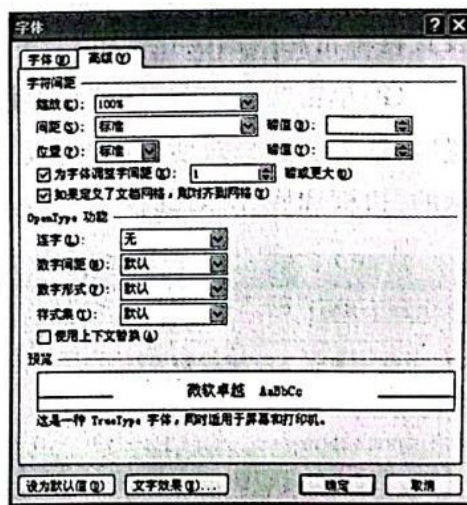 字体
字体(N) 高级(V)
字符间距
缩放(C): 100%
间距(S): 标准 磅值(B):
位置(P): 标准 磅值(Y):
为字体调整字间距(K): 1 磅或更大(O)
如果定义了文档网格，则对齐到网格(W)
OpenType 功能
连字(L): 无
数字间距(M): 默认
数字形式(F): 默认
样式集(T): 默认
使用上下文替换(A)
预览
微软卓越 AaBbCc
这是一种 TrueType 字体，同时适用于屏幕和打印机。
设为默认值(D) 文字效果(E)... 确定 取消